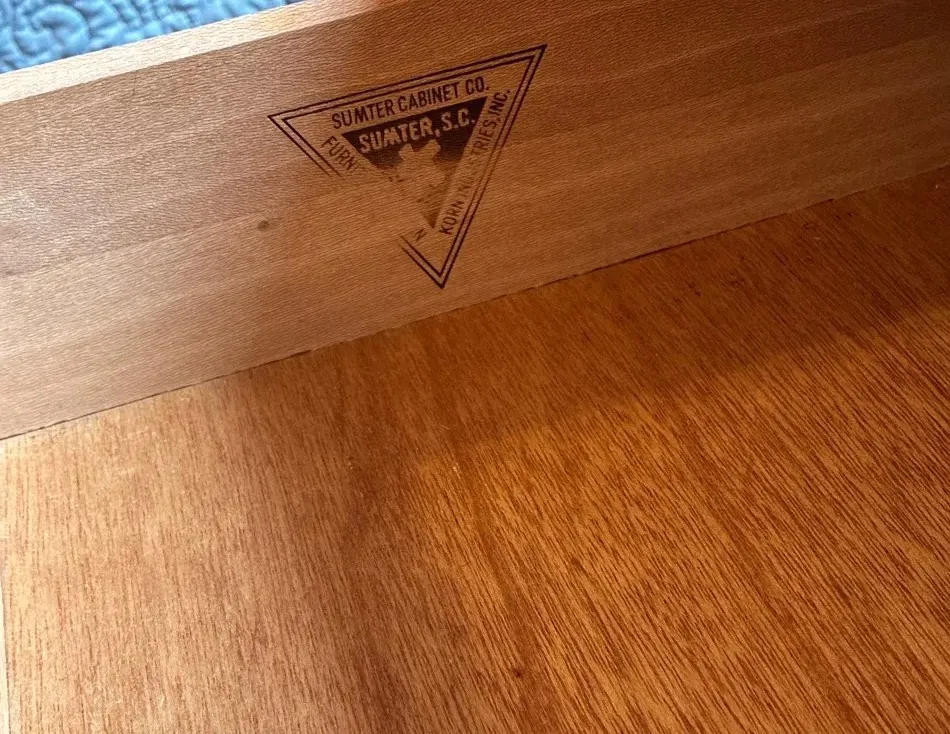 SUMTER CABINET CO.
SUMTER, S.C.
KORN INDUSTRIES, INC.